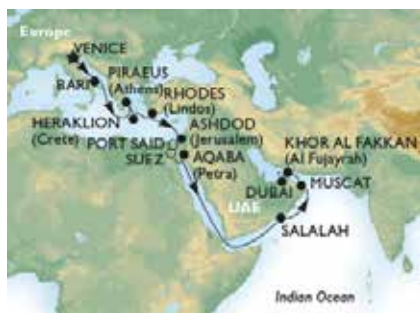 Europe
VENICE
BARI
PIRAEUS
(Athens)
RHODES
(Lindos)
HERAKLION
(Crete)
ASHDOD
(Jerusalem)
PORT SAID
SUEZ
AQABA
(Petra)
KHOR AL FAKKAN
(Al Fujayrah)
DUBAI
MUSCAT
UAE
SALALAH
Indian Ocean